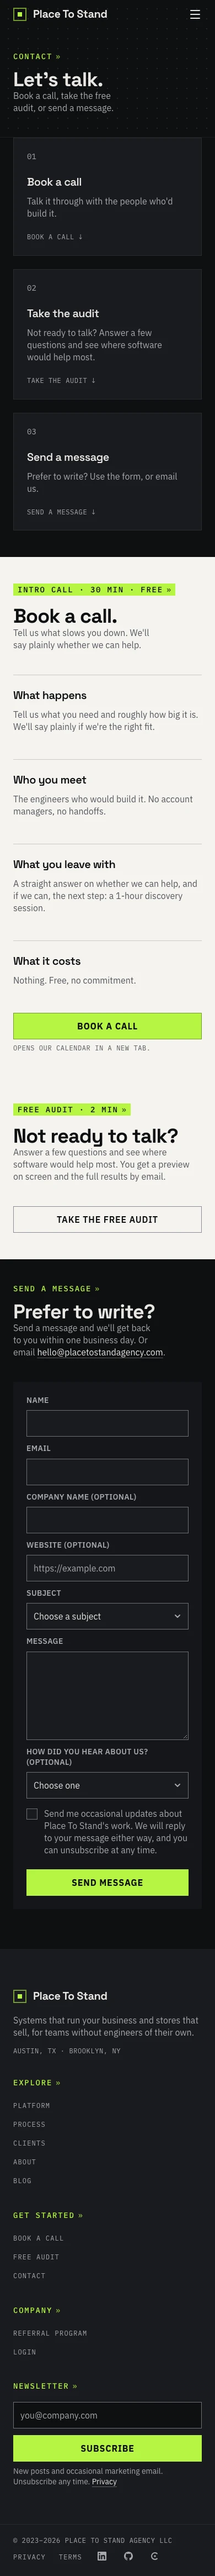 Place To Stand
CONTACT »
Let's talk.
Book a call, take the free
audit, or send a message.
01
Book a call
Talk it through with the people who'd
build it.
BOOK A CALL ↓
02
Take the audit
Not ready to talk? Answer a few
questions and see where software
would help most.
TAKE THE AUDIT ↓
03
Send a message
Prefer to write? Use the form, or email
us.
SEND A MESSAGE ↓
INTRO CALL · 30 MIN · FREE »
Book a call.
Tell us what slows you down. We'll
say plainly whether we can help.
What happens
Tell us what you need and roughly how big it is.
We'll say plainly if we're the right fit.
Who you meet
The engineers who would build it. No account
managers, no handoffs.
What you leave with
A straight answer on whether we can help, and
if we can, the next step: a 1-hour discovery
session.
What it costs
Nothing. Free, no commitment.
BOOK A CALL
OPENS OUR CALENDAR IN A NEW TAB.
FREE AUDIT · 2 MIN »
Not ready to talk?
Answer a few questions and see where
software would help most. You get a preview
on screen and the full results by email.
TAKE THE FREE AUDIT
SEND A MESSAGE »
Prefer to write?
Send a message and we'll get back
to you within one business day. Or
email hello@placetostandagency.com.
NAME
EMAIL
COMPANY NAME (OPTIONAL)
WEBSITE (OPTIONAL)
https://example.com
SUBJECT
Choose a subject
MESSAGE
HOW DID YOU HEAR ABOUT US?
(OPTIONAL)
Choose one
Send me occasional updates about
Place To Stand's work. We will reply
to your message either way, and you
can unsubscribe at any time.
SEND MESSAGE
Place To Stand
Systems that run your business and stores that
sell, for teams without engineers of their own.
AUSTIN, TX · BROOKLYN, NY
EXPLORE »
PLATFORM
PROCESS
CLIENTS
ABOUT
BLOG
GET STARTED »
BOOK A CALL
FREE AUDIT
CONTACT
COMPANY »
REFERRAL PROGRAM
LOGIN
NEWSLETTER »
you@company.com
SUBSCRIBE
New posts and occasional marketing email.
Unsubscribe any time. Privacy
© 2023–2026 PLACE TO STAND AGENCY LLC
PRIVACY TERMS